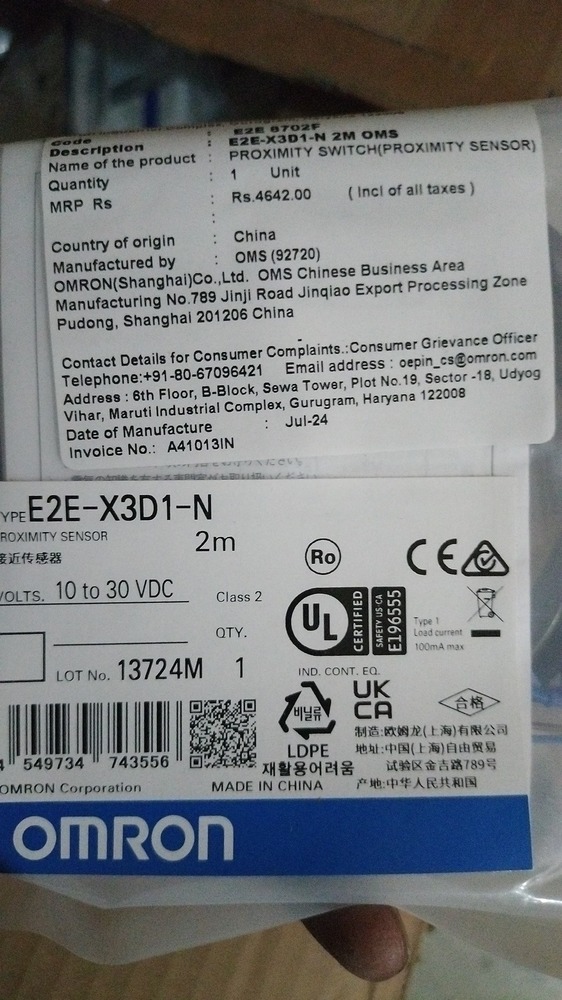 Code : E2E 8702F
Description : E2E-X3D1-N 2M OMS
Name of the product : PROXIMITY SWITCH(PROXIMITY SENSOR)
Quantity : 1 Unit
MRP Rs : Rs.4642.00 ( Incl of all taxes )
:
Country of origin : China
Manufactured by : OMS (92720)
OMRON(Shanghai)Co.,Ltd. OMS Chinese Business Area
Manufacturing No.789 Jinji Road Jinqiao Export Processing Zone
Pudong, Shanghai 201206 China
Contact Details for Consumer Complaints.:Consumer Grievance Officer
Telephone:+91-80-67096421 Email address : oepin_cs@omron.com
Address : 6th Floor, B-Block, Sewa Tower, Plot No.19, Sector -18, Udyog
Vihar, Maruti Industrial Complex, Gurugram, Haryana 122008
Date of Manufacture : Jul-24
Invoice No.: A41013IN
YPE E2E-X3D1-N
ROXIMITY SENSOR 2m
接近传感器
Ro
CE
VOLTS. 10 to 30 VDC Class 2
UL CERTIFIED SAFETY US-CA E196555
Type 1
Load current
100mA max
QTY.
LOT No. 13724M 1
IND. CONT. EQ.
비닐류
LDPE
재활용어려움
UK
CA
合格
制造:欧姆龙(上海)有限公司
地址:中国(上海)自由贸易
试验区金吉路789号
产地:中华人民共和国
4 549734 743556
OMRON Corporation MADE IN CHINA
OMRON